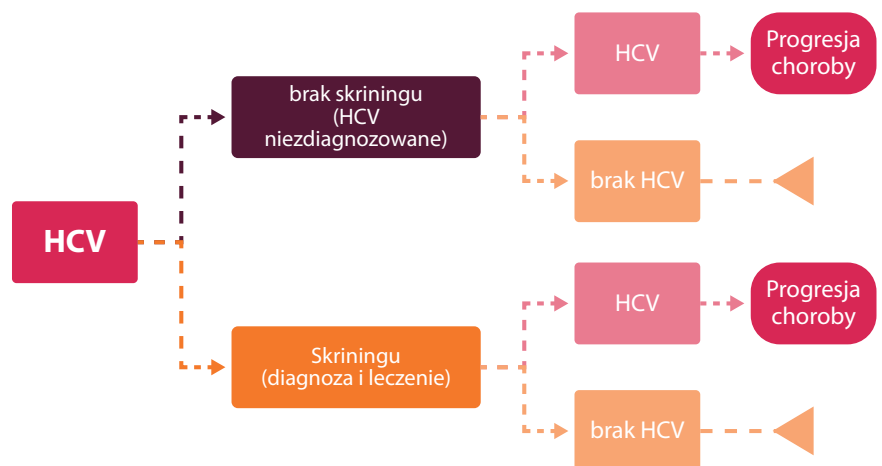 HCV
brak skriningu
(HCV
niezdiagnozowane)
HCV
Progresja
choroby
brak HCV
Skriningu
(diagnoza i leczenie)
HCV
Progresja
choroby
brak HCV